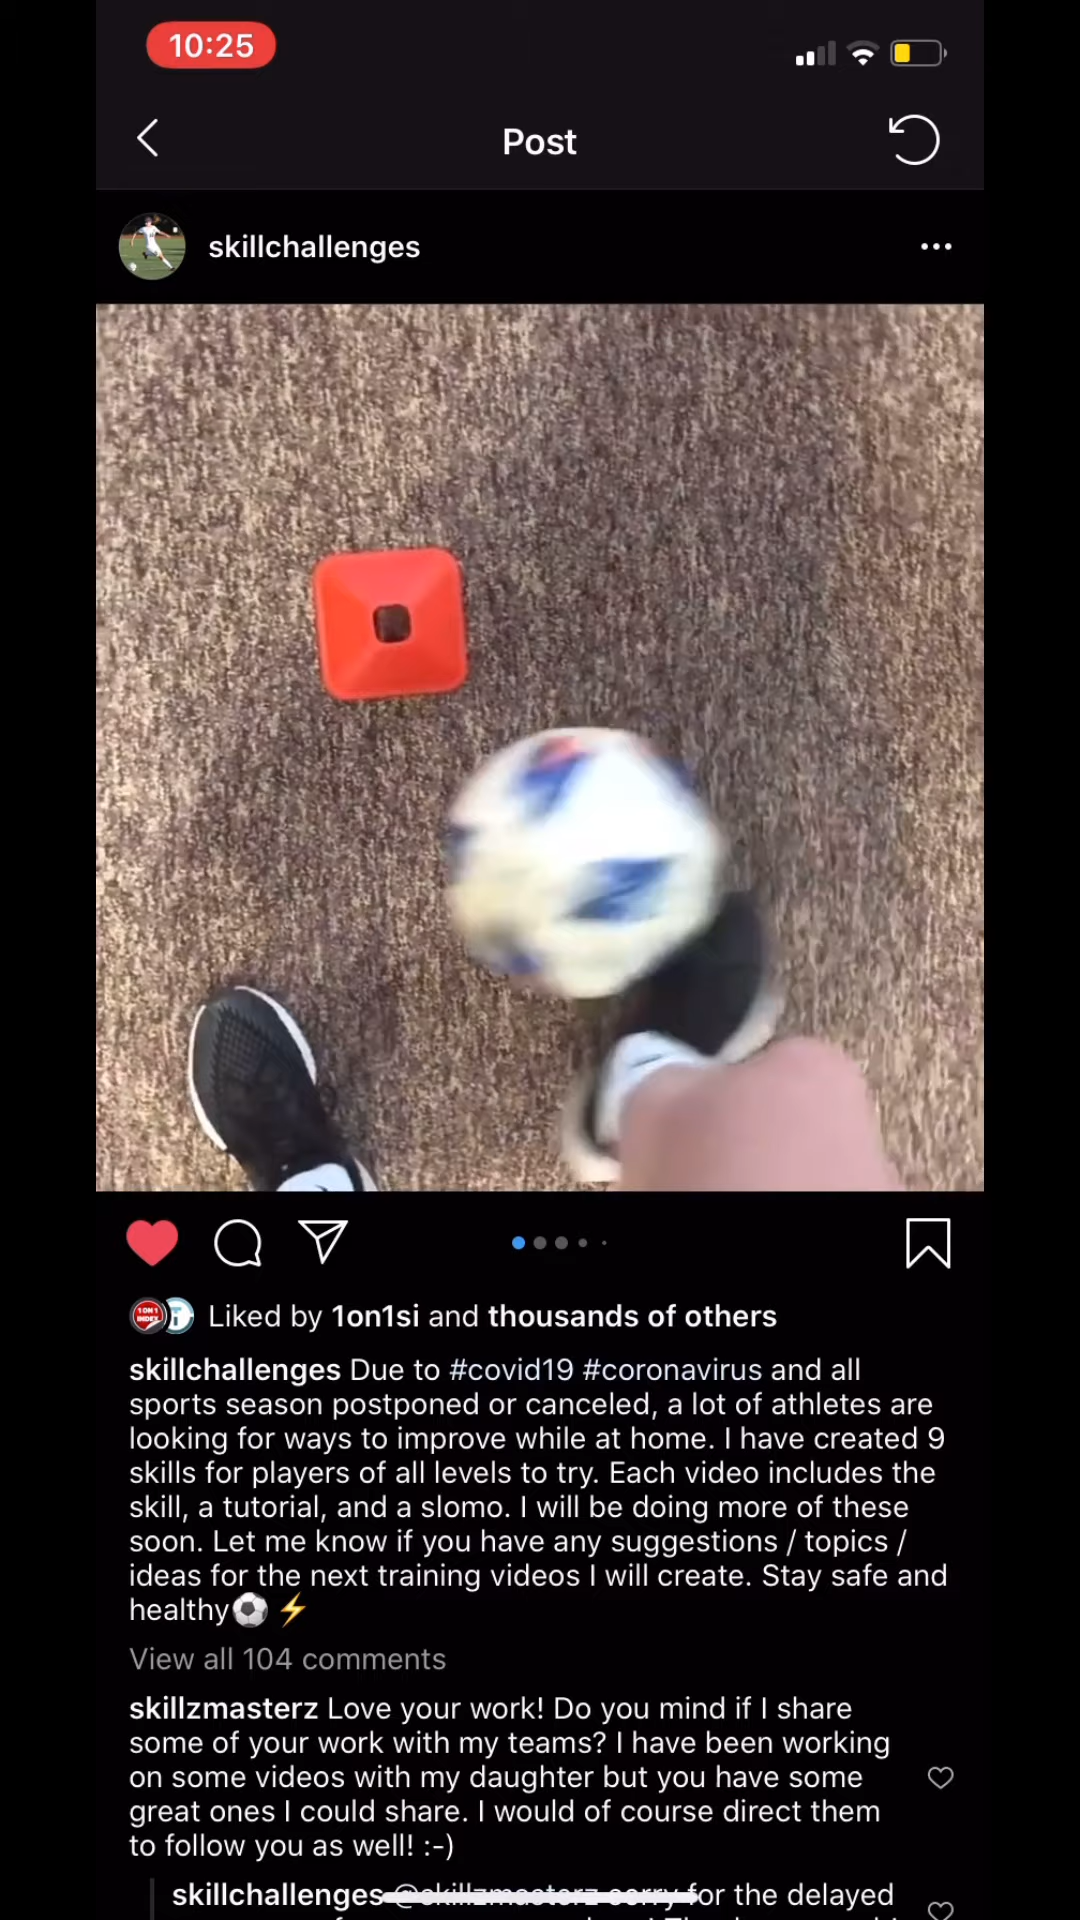 10:25
Post
skillchallenges
Liked by 1on1si and thousands of others
skillchallenges Due to #covid19 #coronavirus and all
sports season postponed or canceled, a lot of athletes are
looking for ways to improve while at home. I have created 9
skills for players of all levels to try. Each video includes the
skill, a tutorial, and a slomo. I will be doing more of these
soon. Let me know if you have any suggestions / topics /
ideas for the next training videos I will create. Stay safe and
healthy⚽ ⚡
View all 104 comments
skillzmasterz Love your work! Do you mind if I share
some of your work with my teams? I have been working
on some videos with my daughter but you have some
great ones I could share. I would of course direct them
to follow you as well! :-)
skillchallenges @skillzmasterz sorry for the delayed